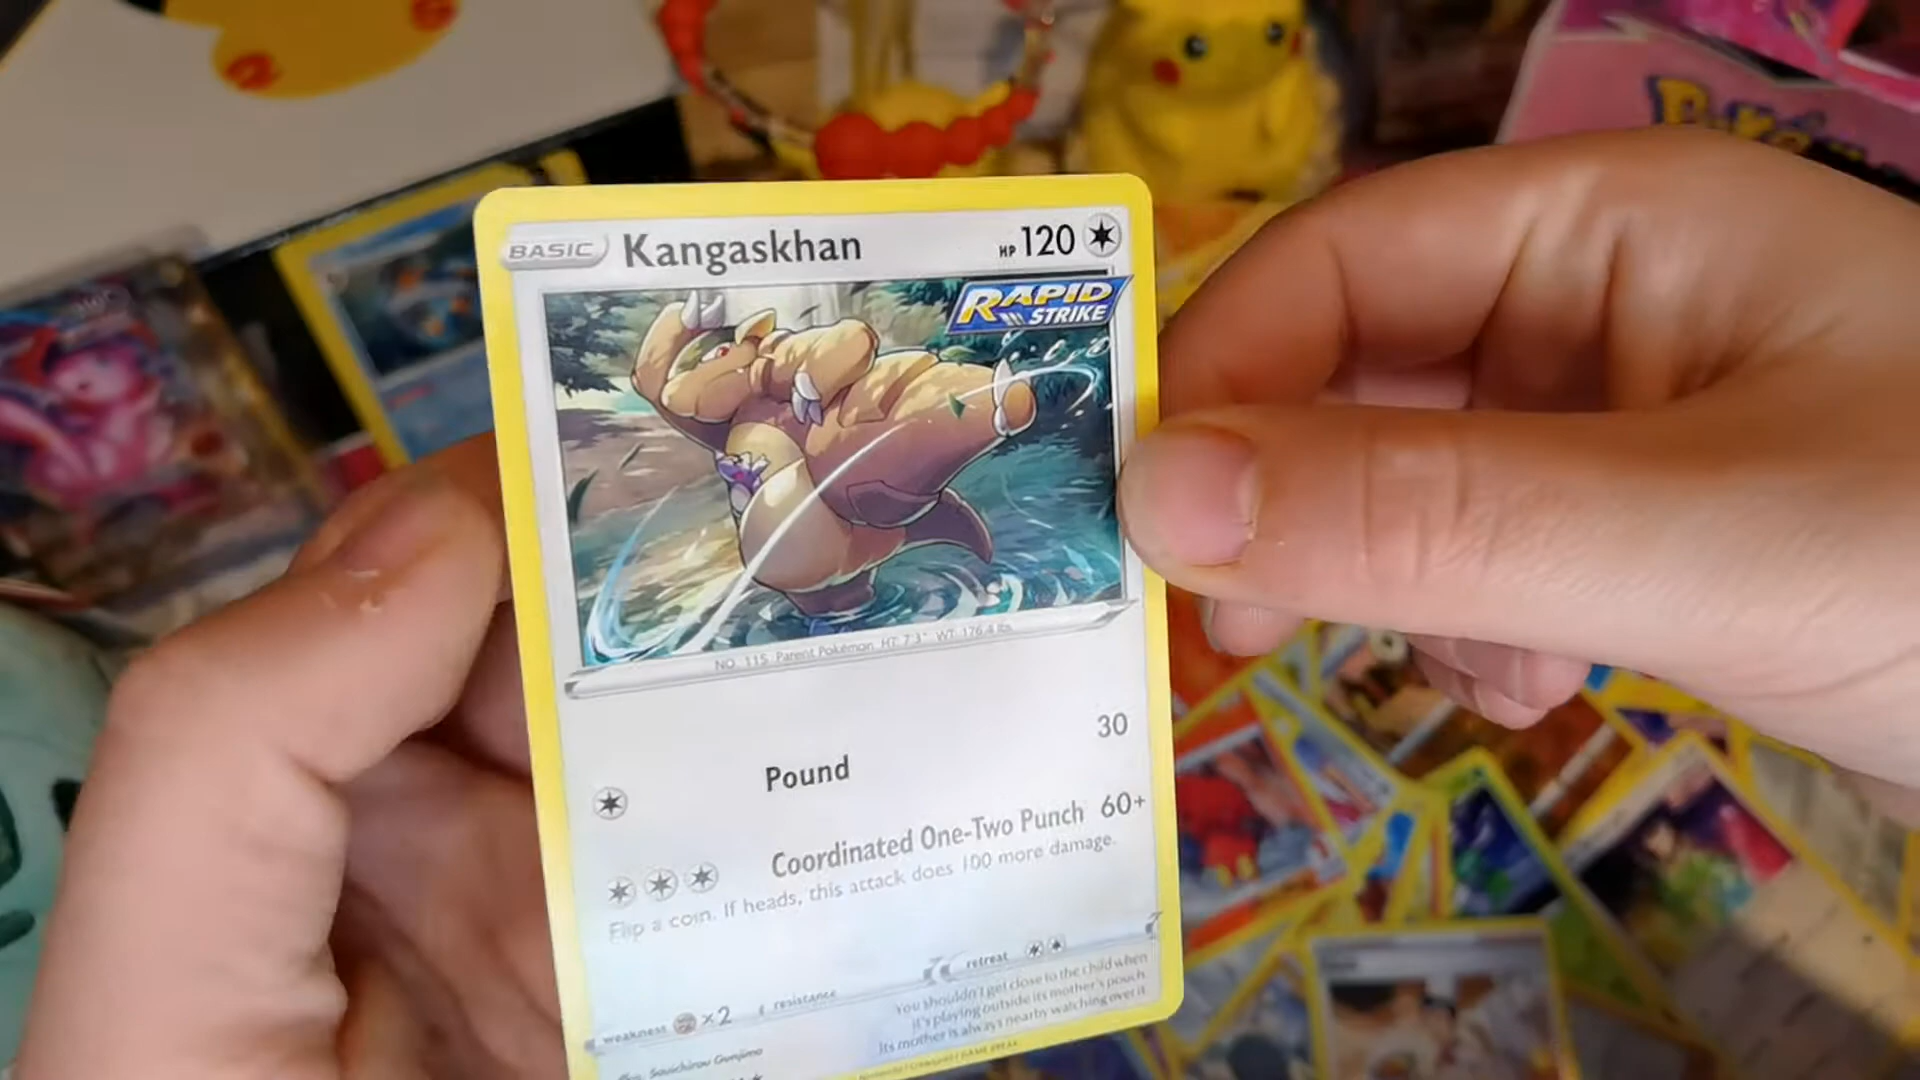 Pokémon
BASIC Kangaskhan HP 120
RAPID
STRIKE
NO. 115 Parent Pokémon HT: 7'3" WT: 176.4 lbs.
Pound 30
Coordinated One-Two Punch 60+
Flip a coin. If heads, this attack does 100 more damage.
weakness ×2 resistance retreat
You shouldn't get close to the child when
it's playing outside its mother's pouch.
Its mother is always nearby watching over it.
Souichirou Gunjima